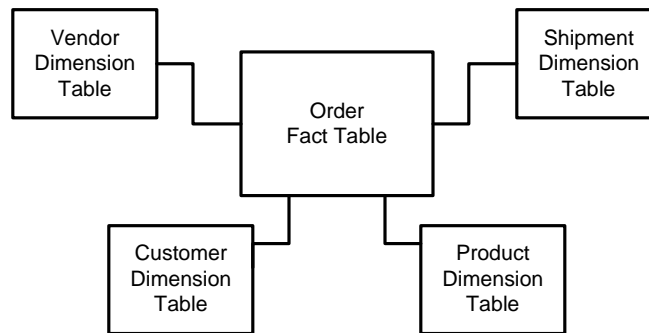 Vendor
Dimension
Table
Shipment
Dimension
Table
Order
Fact Table
Customer
Dimension
Table
Product
Dimension
Table